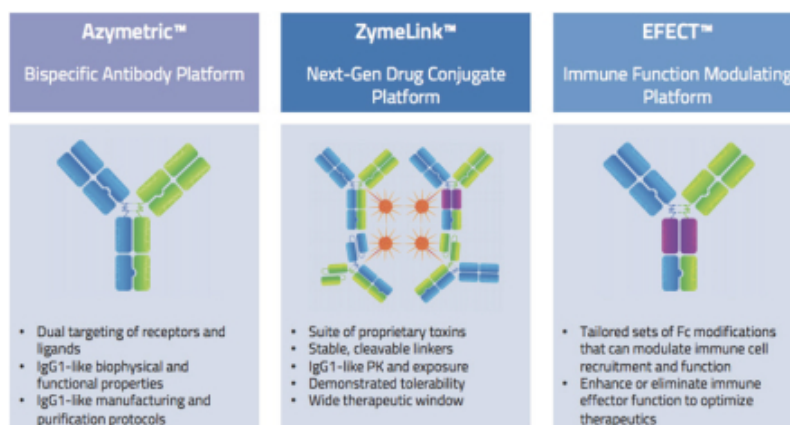 Azymetric™
Bispecific Antibody Platform
• Dual targeting of receptors and
ligands
• IgG1-like biophysical and
functional properties
• IgG1-like manufacturing and
purification protocols
ZymeLink™
Next-Gen Drug Conjugate
Platform
• Suite of proprietary toxins
• Stable, cleavable linkers
• IgG1-like PK and exposure
• Demonstrated tolerability
• Wide therapeutic window
EFECT™
Immune Function Modulating
Platform
• Tailored sets of Fc modifications
that can modulate immune cell
recruitment and function
• Enhance or eliminate immune
effector function to optimize
therapeutics